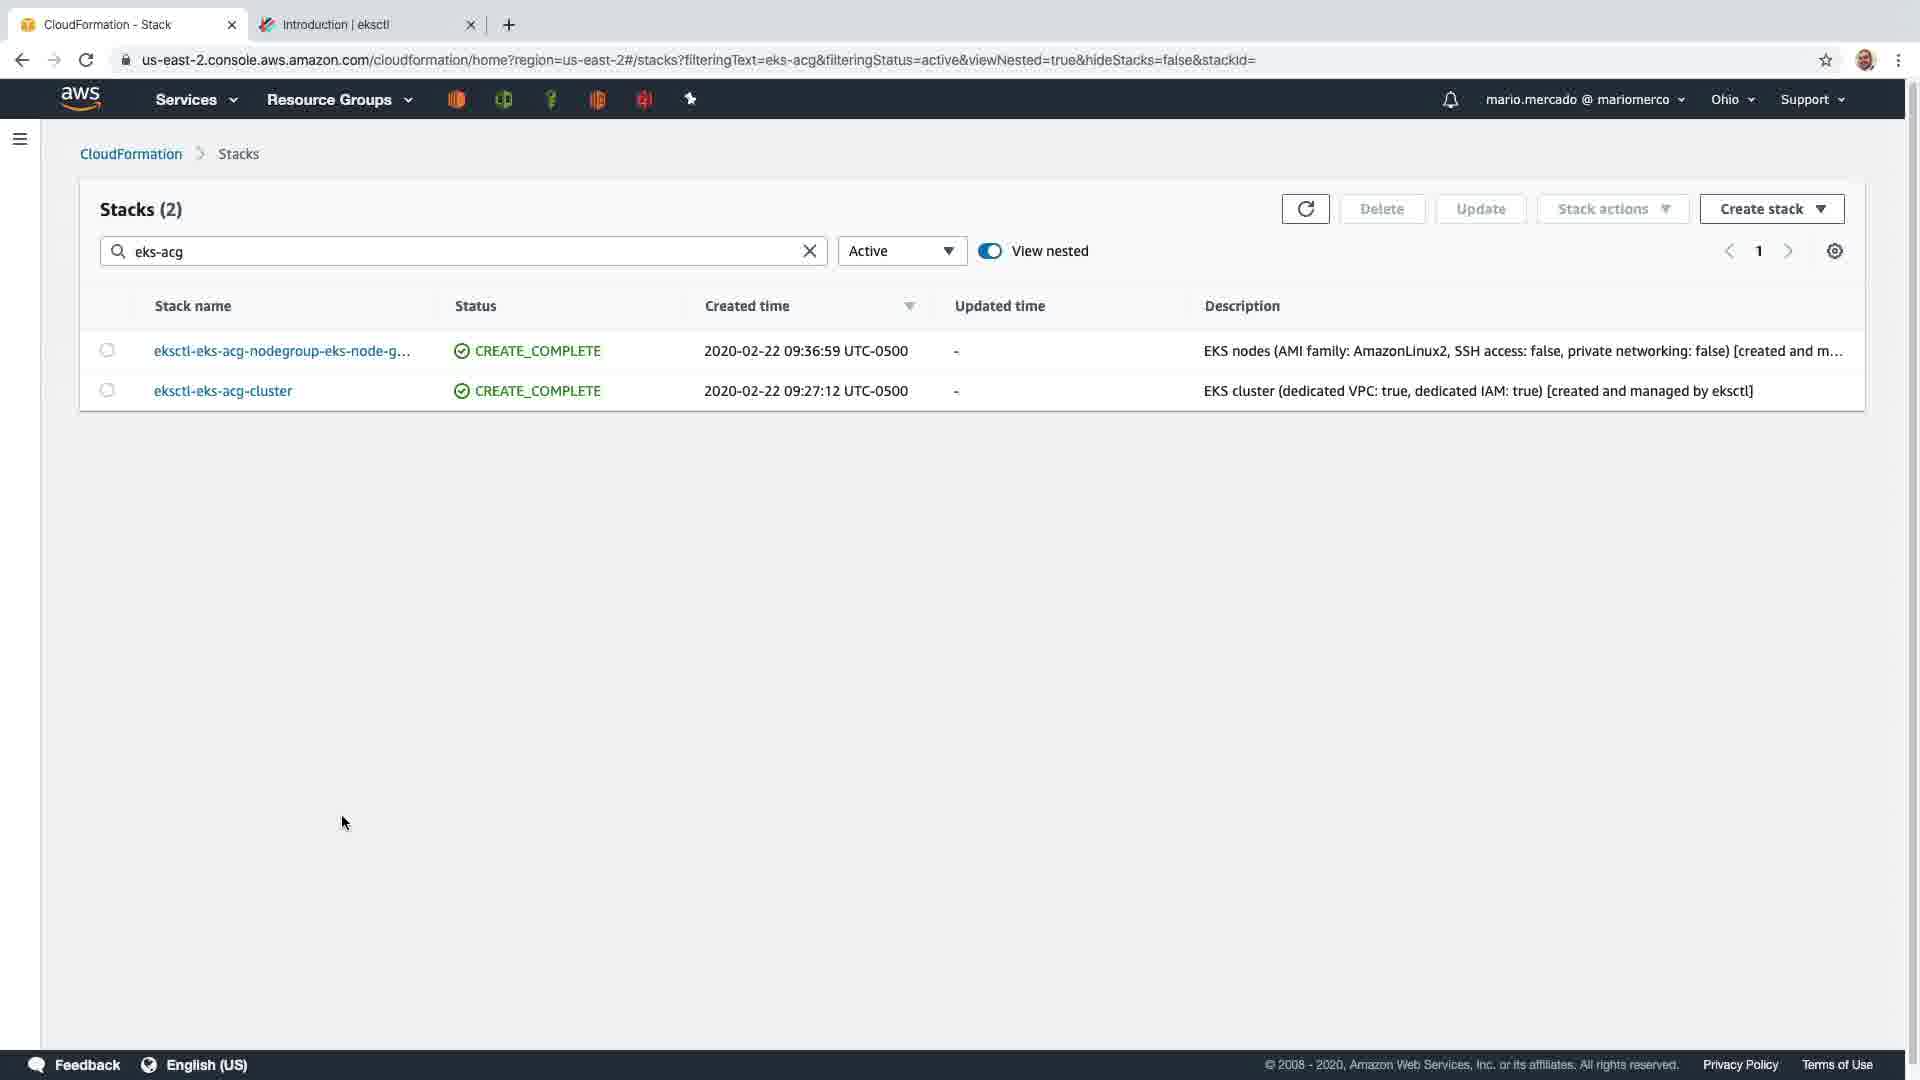 CloudFormation - Stack
Introduction | eksctl
us-east-2.console.aws.amazon.com/cloudformation/home?region=us-east-2#/stacks?filteringText=eks-acg&filteringStatus=active&viewNested=true&hideStacks=false&stackId=
aws Services Resource Groups mario.mercado @ mariomerco Ohio Support
CloudFormation Stacks
Stacks (2) Delete Update Stack actions Create stack
eks-acg Active View nested 1
Stack name Status Created time Updated time Description
eksctl-eks-acg-nodegroup-eks-node-g... CREATE_COMPLETE 2020-02-22 09:36:59 UTC-0500 - EKS nodes (AMI family: AmazonLinux2, SSH access: false, private networking: false) [created and m...
eksctl-eks-acg-cluster CREATE_COMPLETE 2020-02-22 09:27:12 UTC-0500 - EKS cluster (dedicated VPC: true, dedicated IAM: true) [created and managed by eksctl]
Feedback English (US) © 2008 - 2020, Amazon Web Services, Inc. or its affiliates. All rights reserved. Privacy Policy Terms of Use